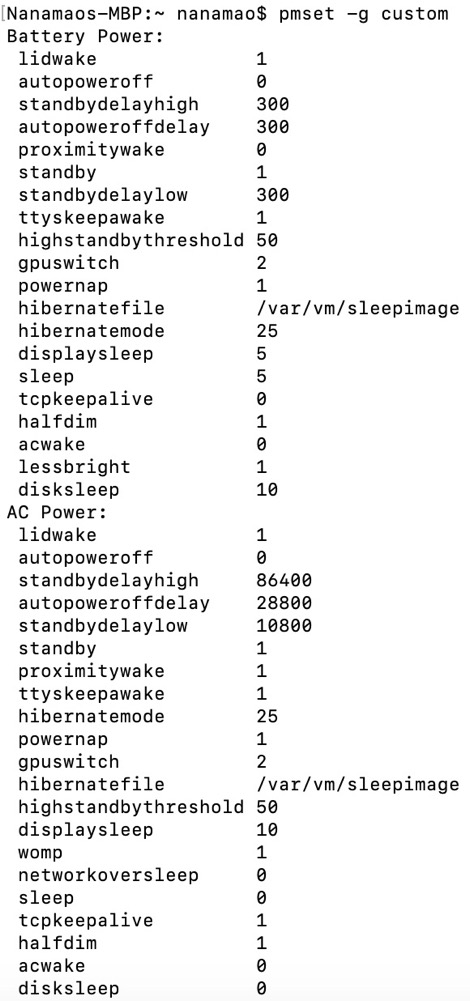 [Nanamaos-MBP:~ nanamao$ pmset -g custom
Battery Power:
lidwake 1
autopoweroff 0
standbydelayhigh 300
autopoweroffdelay 300
proximitywake 0
standby 1
standbydelaylow 300
ttyskeepawake 1
highstandbythreshold 50
gpuswitch 2
powernap 1
hibernatefile /var/vm/sleepimage
hibernatemode 25
displaysleep 5
sleep 5
tcpkeepalive 0
halfdim 1
acwake 0
lessbright 1
disksleep 10
AC Power:
lidwake 1
autopoweroff 0
standbydelayhigh 86400
autopoweroffdelay 28800
standbydelaylow 10800
standby 1
proximitywake 1
ttyskeepawake 1
hibernatemode 25
powernap 1
gpuswitch 2
hibernatefile /var/vm/sleepimage
highstandbythreshold 50
displaysleep 10
womp 1
networkoversleep 0
sleep 0
tcpkeepalive 1
halfdim 1
acwake 0
disksleep 0